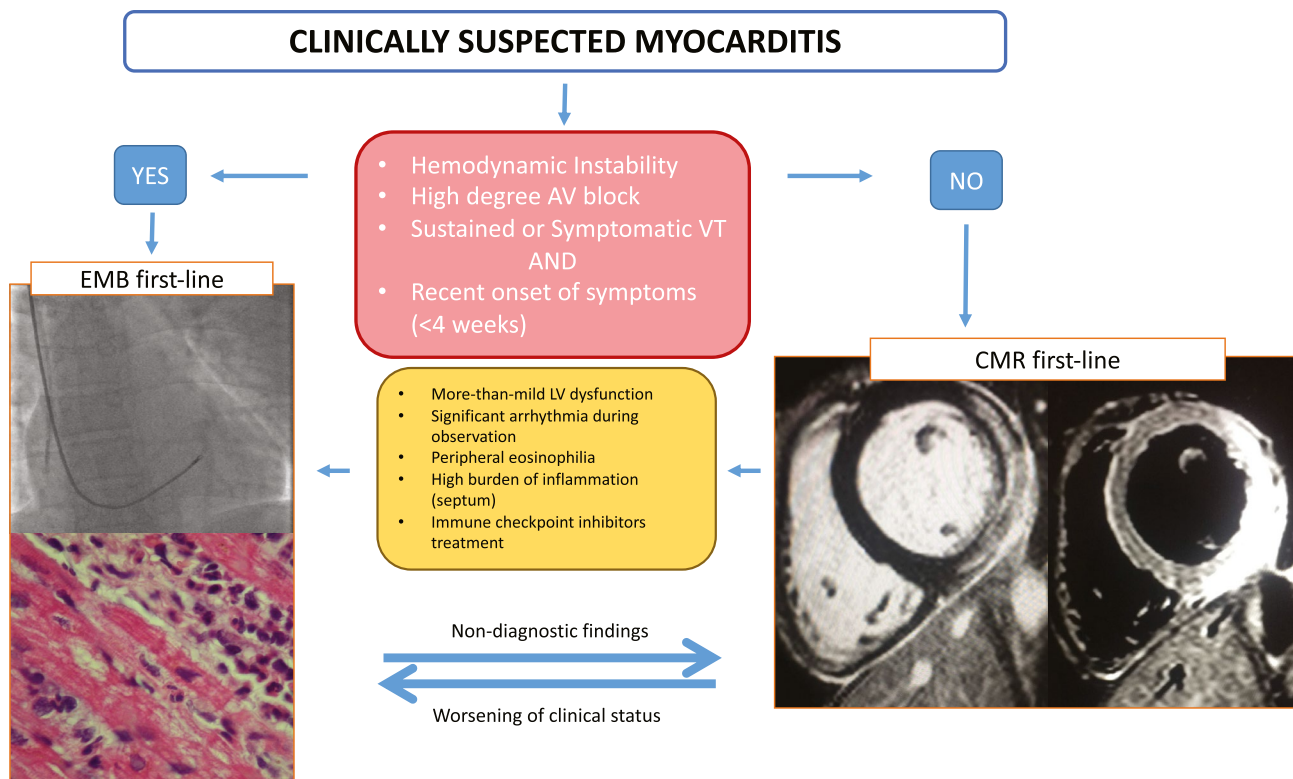 CLINICALLY SUSPECTED MYOCARDITIS
YES
• Hemodynamic Instability
• High degree AV block
• Sustained or Symptomatic VT
AND
• Recent onset of symptoms
(<4 weeks)
NO
EMB first-line
CMR first-line
• More-than-mild LV dysfunction
• Significant arrhythmia during
observation
• Peripheral eosinophilia
• High burden of inflammation
(septum)
• Immune checkpoint inhibitors
treatment
Non-diagnostic findings
Worsening of clinical status